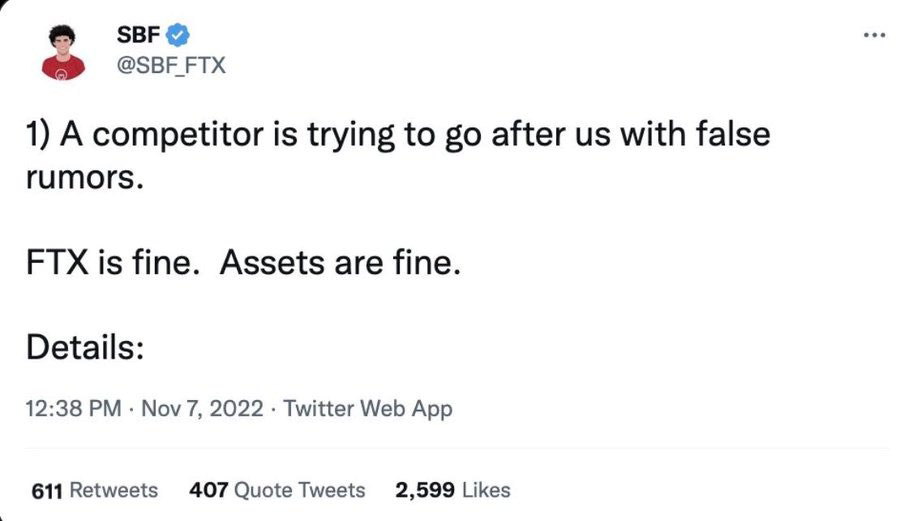 SBF
@SBF_FTX
1) A competitor is trying to go after us with false
rumors.
FTX is fine.  Assets are fine.
Details:
12:38 PM · Nov 7, 2022 · Twitter Web App
611 Retweets 407 Quote Tweets 2,599 Likes